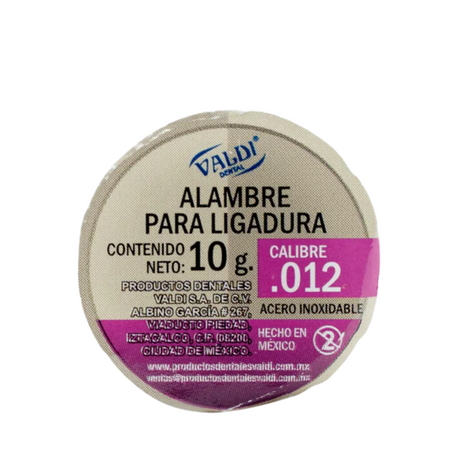 VALDI®
DENTAL
ALAMBRE
PARA LIGADURA
CONTENIDO
NETO: 10 g.
CALIBRE
.012
ACERO INOXIDABLE
PRODUCTOS DENTALES
VALDI S.A. DE C.V.
ALBINO GARCÍA # 267,
VIADUCTO PIEDAD,
IZTACALCO, C.P. 08200,
CIUDAD DE MÉXICO.
HECHO EN
MÉXICO
2
www.productosdentalesvaldi.com.mx
ventas@productosdentalesvaldi.com.mx